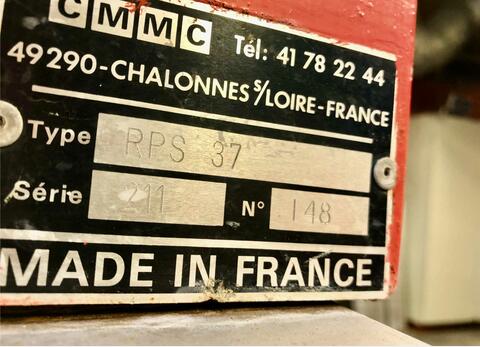 CMMC Tél: 41 78 22 44
49290-CHALONNES S/LOIRE-FRANCE
Type RPS 37
Série 211 N° 148
MADE IN FRANCE